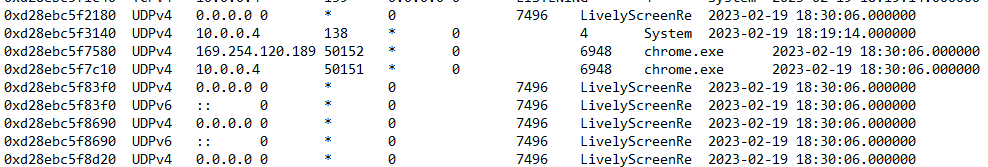 0xd28ebc5f2180 UDPv4 0.0.0.0 0 * 0 7496 LivelyScreenRe 2023-02-19 18:30:06.000000
0xd28ebc5f3140 UDPv4 10.0.0.4 138 * 0 4 System 2023-02-19 18:19:14.000000
0xd28ebc5f7580 UDPv4 169.254.120.189 50152 * 0 6948 chrome.exe 2023-02-19 18:30:06.000000
0xd28ebc5f7c10 UDPv4 10.0.0.4 50151 * 0 6948 chrome.exe 2023-02-19 18:30:06.000000
0xd28ebc5f83f0 UDPv4 0.0.0.0 0 * 0 7496 LivelyScreenRe 2023-02-19 18:30:06.000000
0xd28ebc5f83f0 UDPv6 :: 0 * 0 7496 LivelyScreenRe 2023-02-19 18:30:06.000000
0xd28ebc5f8690 UDPv4 0.0.0.0 0 * 0 7496 LivelyScreenRe 2023-02-19 18:30:06.000000
0xd28ebc5f8690 UDPv6 :: 0 * 0 7496 LivelyScreenRe 2023-02-19 18:30:06.000000
0xd28ebc5f8d20 UDPv4 0.0.0.0 0 * 0 7496 LivelyScreenRe 2023-02-19 18:30:06.000000